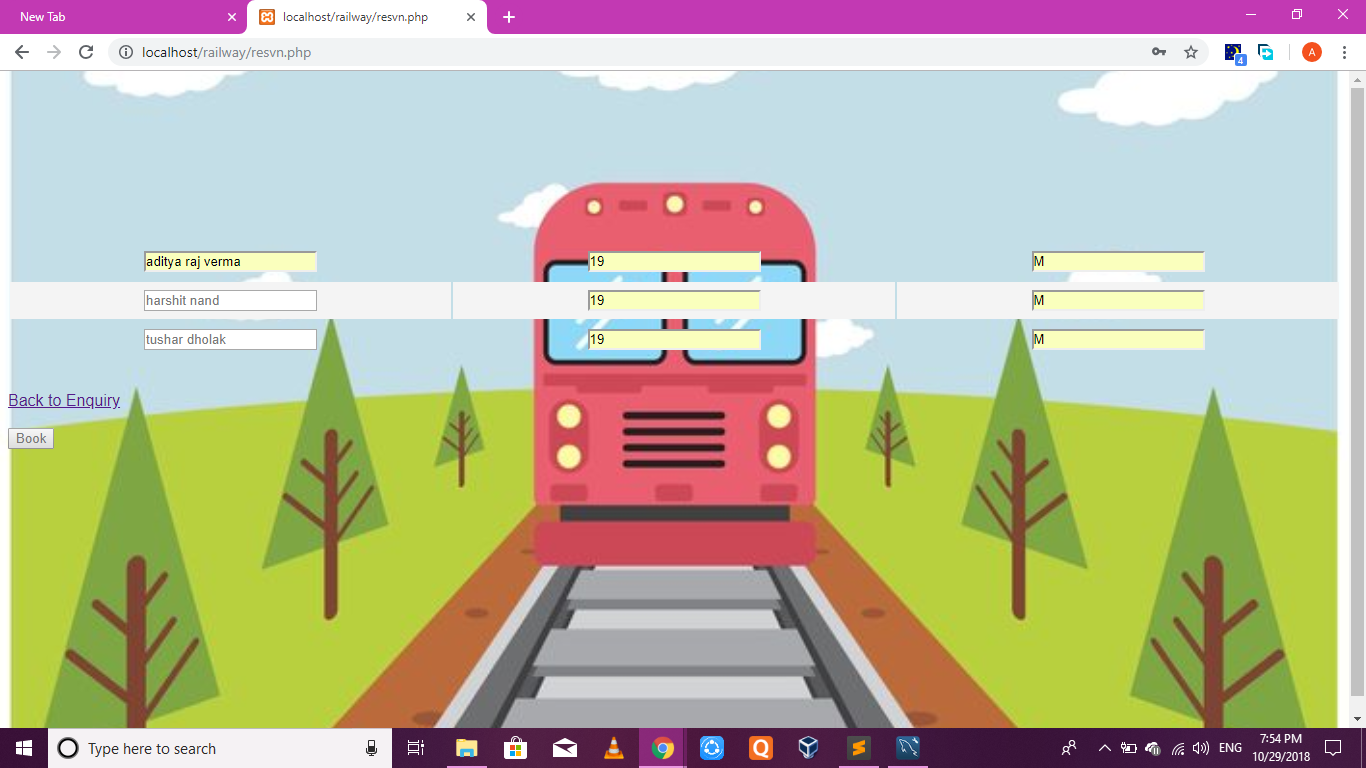 New Tab
localhost/railway/resvn.php
localhost/railway/resvn.php
4
A
aditya raj verma 19 M
harshit nand 19 M
tushar dholak 19 M
Back to Enquiry
Book
Type here to search
ENG
7:54 PM
10/29/2018